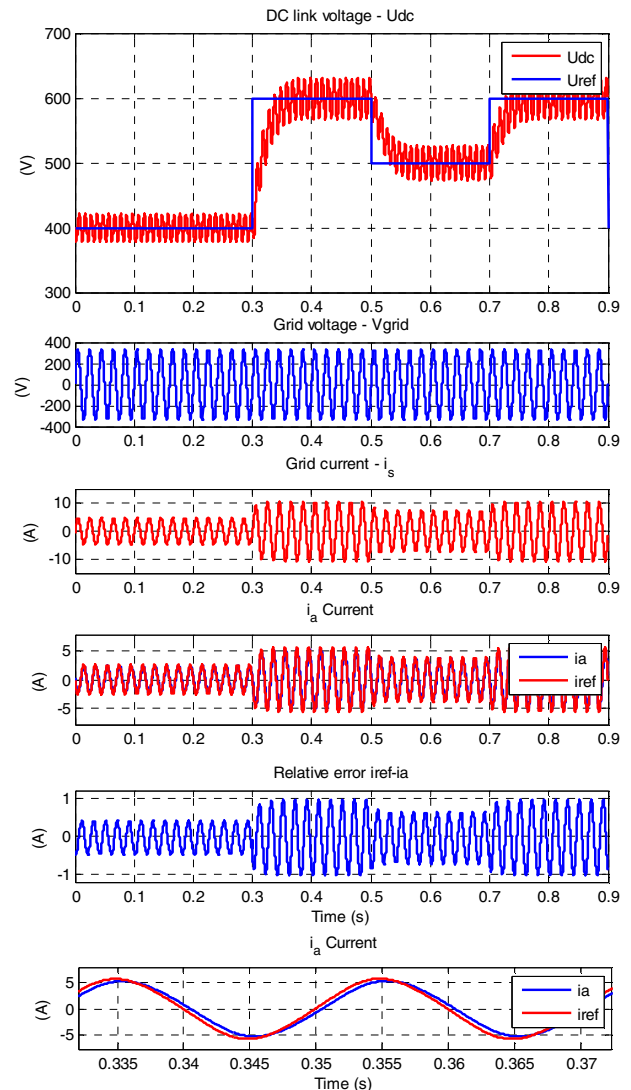 DC link voltage - Udc
700
600
500
400
300
(V)
Udc
Uref
0 0.1 0.2 0.3 0.4 0.5 0.6 0.7 0.8 0.9
Grid voltage - Vgrid
400
200
0
-200
-400
(V)
0 0.1 0.2 0.3 0.4 0.5 0.6 0.7 0.8 0.9
Grid current - is
10
0
-10
(A)
0 0.1 0.2 0.3 0.4 0.5 0.6 0.7 0.8 0.9
ia Current
5
0
-5
(A)
ia
iref
0 0.1 0.2 0.3 0.4 0.5 0.6 0.7 0.8 0.9
Relative error iref-ia
1
0
-1
(A)
0 0.1 0.2 0.3 0.4 0.5 0.6 0.7 0.8 0.9
Time (s)
ia Current
5
0
-5
(A)
ia
iref
0.335 0.34 0.345 0.35 0.355 0.36 0.365 0.37
Time (s)